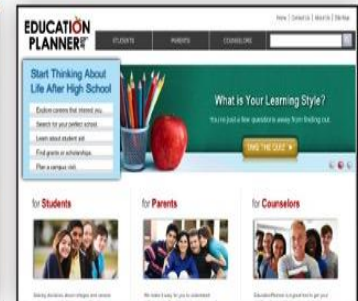 Home | Contact Us | About Us | Site Map
EDUCATION
PLANNER
STUDENTS
PARENTS
COUNSELORS
Start Thinking About
Life After High School
Explore careers that interest you.
Search for your perfect school.
Learn about student aid.
Find grants or scholarships.
Plan a campus visit.
What is Your Learning Style?
You're just a few questions away from finding out.
TAKE THE QUIZ
for Students
for Parents
for Counselors